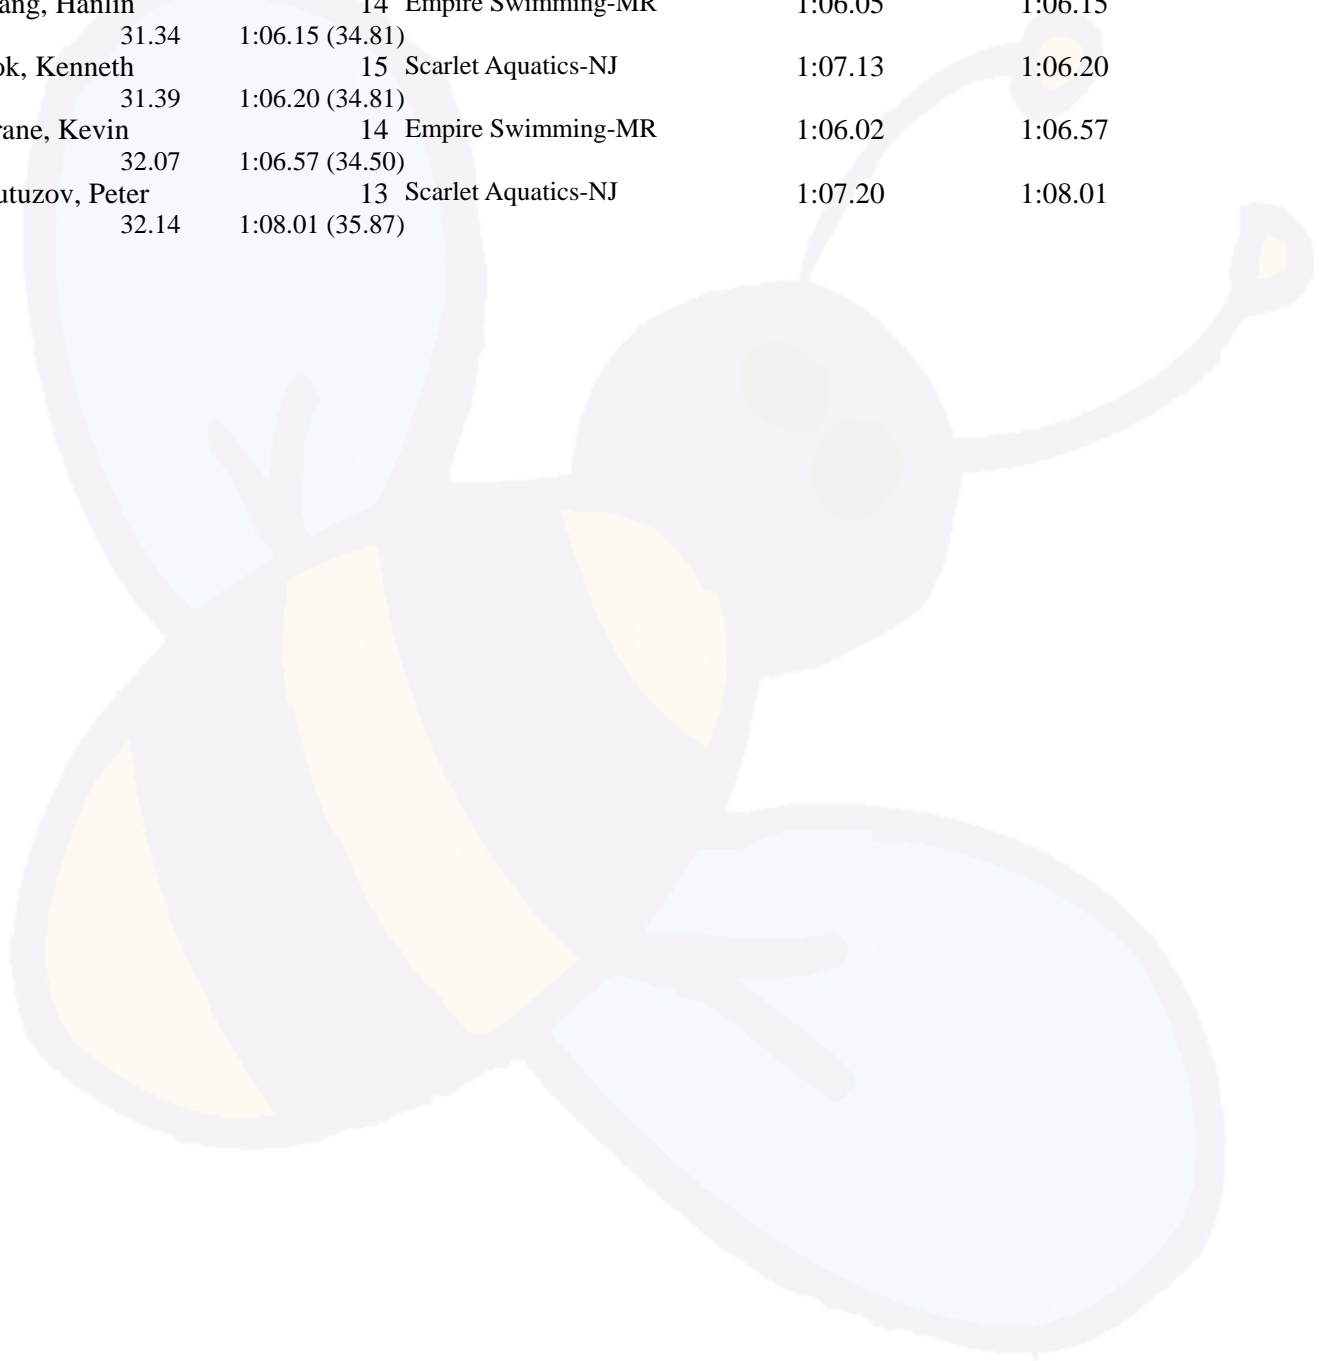 ang, Hanlin 14 Empire Swimming-MR 1:06.05 1:06.15
31.34 1:06.15 (34.81)
ok, Kenneth 15 Scarlet Aquatics-NJ 1:07.13 1:06.20
31.39 1:06.20 (34.81)
rane, Kevin 14 Empire Swimming-MR 1:06.02 1:06.57
32.07 1:06.57 (34.50)
utuzov, Peter 13 Scarlet Aquatics-NJ 1:07.20 1:08.01
32.14 1:08.01 (35.87)